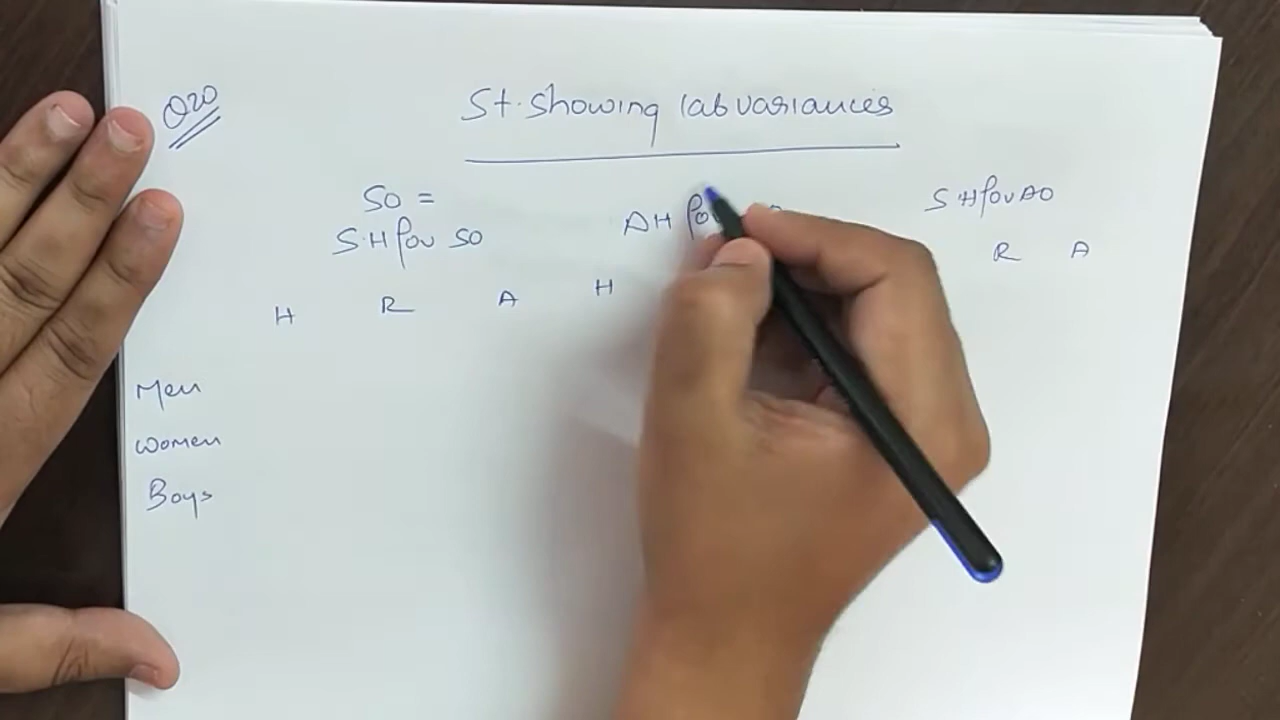 Q20
St. Showing lab variances
SO =
S.H for SO
AH for
S H for AO
H R A H
R A
Men
Women
Boys